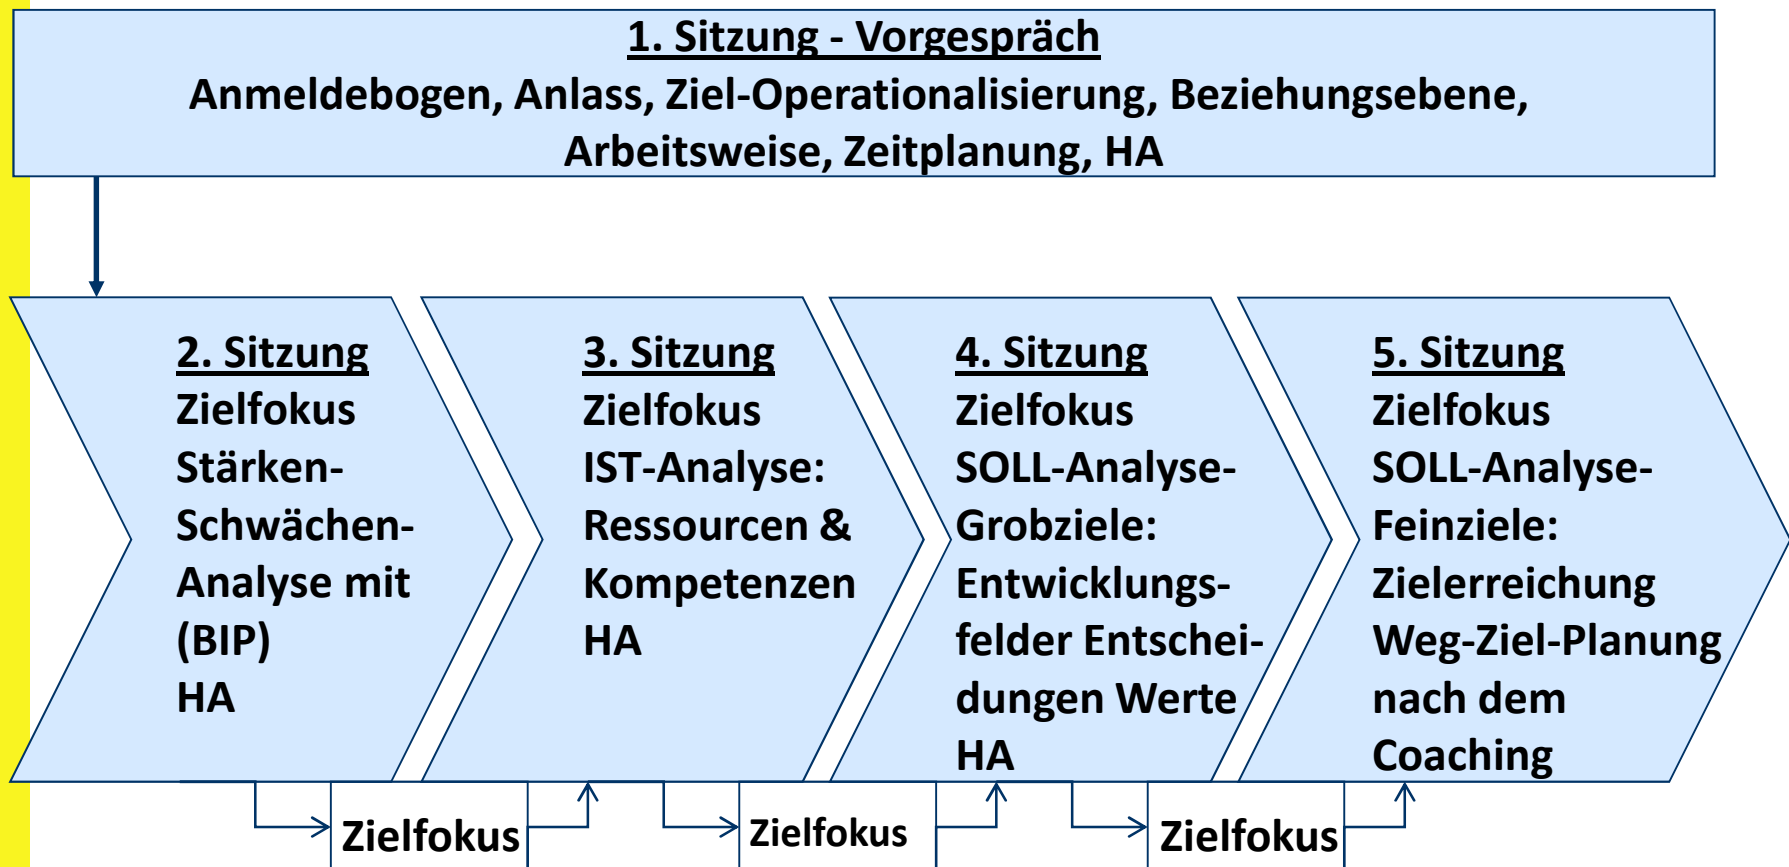 1. Sitzung - Vorgespräch
Anmeldebogen, Anlass, Ziel-Operationalisierung, Beziehungsebene,
Arbeitsweise, Zeitplanung, HA
2. Sitzung
Zielfokus
Stärken-
Schwächen-
Analyse mit
(BIP)
HA
3. Sitzung
Zielfokus
IST-Analyse:
Ressourcen &
Kompetenzen
HA
4. Sitzung
Zielfokus
SOLL-Analyse-
Grobziele:
Entwicklungs-
felder Entschei-
dungen Werte
HA
5. Sitzung
Zielfokus
SOLL-Analyse-
Feinziele:
Zielerreichung
Weg-Ziel-Planung
nach dem
Coaching
Zielfokus
Zielfokus
Zielfokus